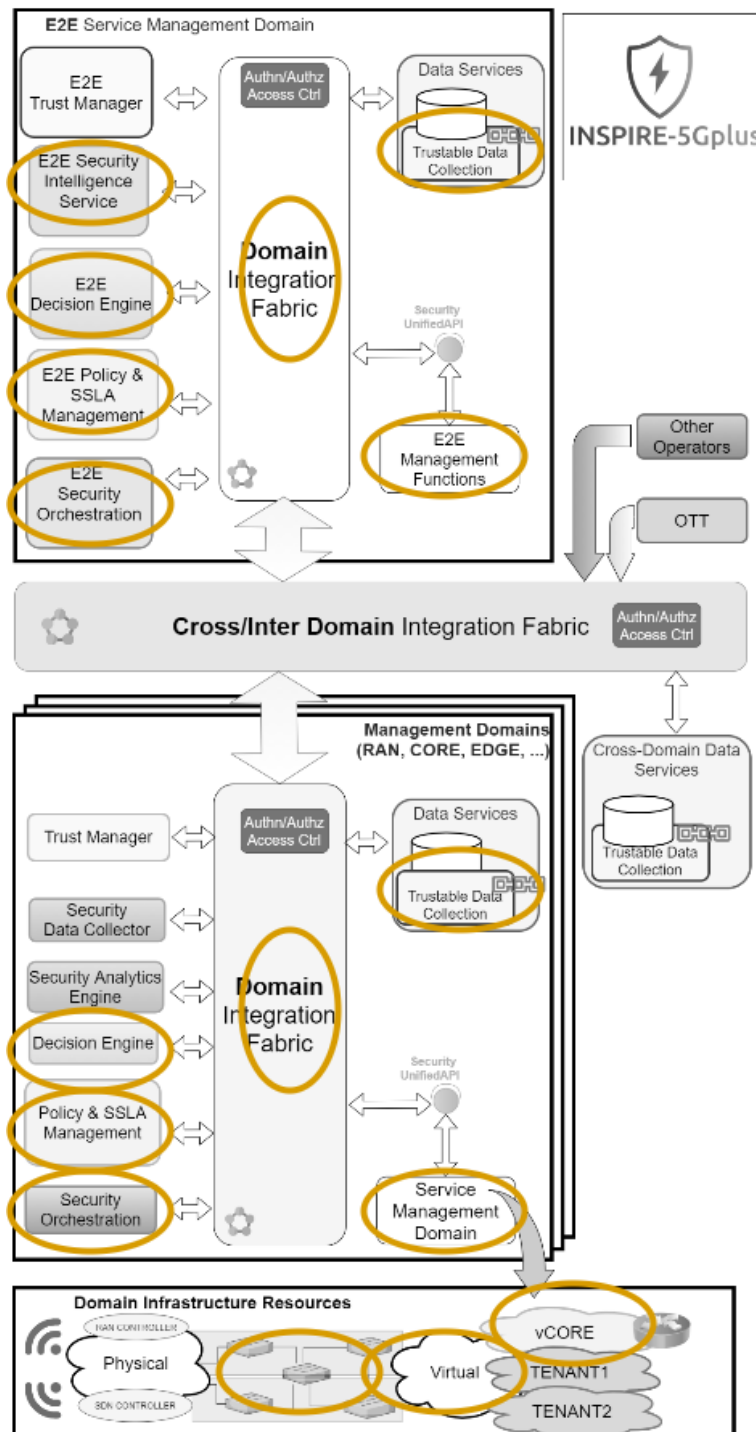 E2E Service Management Domain
E2E
Trust Manager
Authn/Authz
Access Ctrl
Data Services
Trustable Data
Collection
INSPIRE-5Gplus
E2E Security
Intelligence
Service
Domain
Integration
Fabric
E2E
Decision Engine
Security
UnifiedAPI
E2E Policy &
SSLA
Management
E2E
Management
Functions
E2E
Security
Orchestration
Other
Operators
OTT
Cross/Inter Domain Integration Fabric
Authn/Authz
Access Ctrl
Management Domains
(RAN, CORE, EDGE, ...)
Cross-Domain Data
Services
Trustable Data
Collection
Trust Manager
Authn/Authz
Access Ctrl
Data Services
Trustable Data
Collection
Security
Data Collector
Security Analytics
Engine
Domain
Integration
Fabric
Decision Engine
Security
UnifiedAPI
Policy & SSLA
Management
Security
Orchestration
Service
Management
Domain
Domain Infrastructure Resources
RAN CONTROLLER
Physical
SDN CONTROLLER
Virtual
vCORE
TENANT1
TENANT2